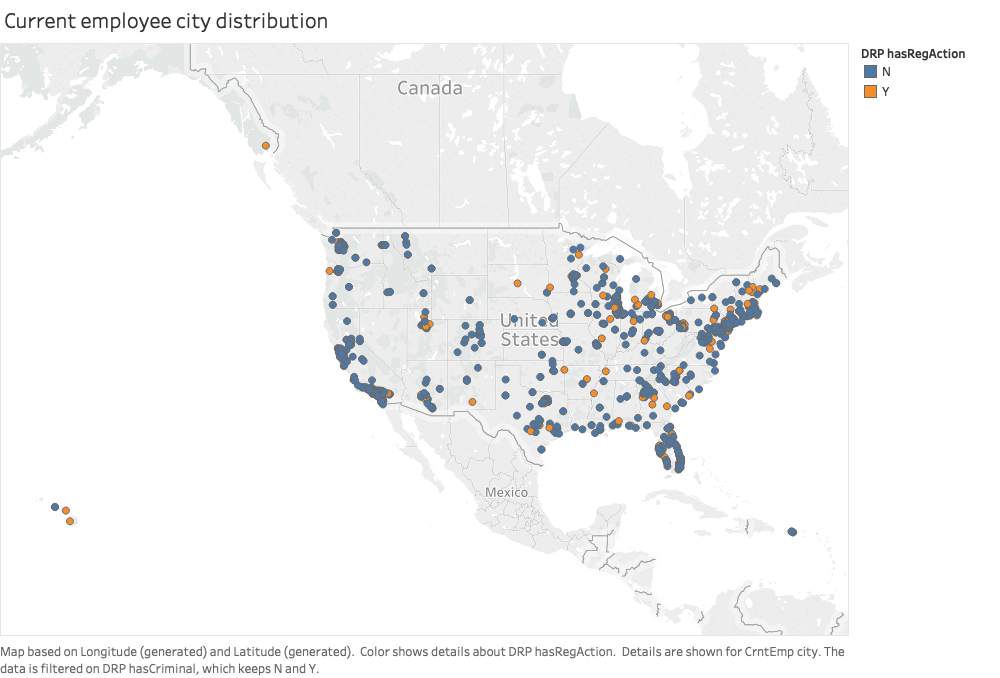 Current employee city distribution
DRP hasRegAction
N
Y
Canada
United
States
Mexico
Map based on Longitude (generated) and Latitude (generated).  Color shows details about DRP hasRegAction.  Details are shown for CrntEmp city. The
data is filtered on DRP hasCriminal, which keeps N and Y.